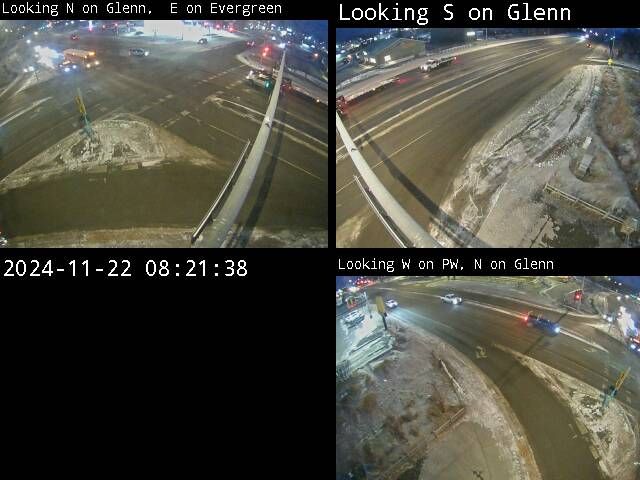 Looking N on Glenn,  E on Evergreen
Looking S on Glenn
2024-11-22 08:21:38
Looking W on PW, N on Glenn